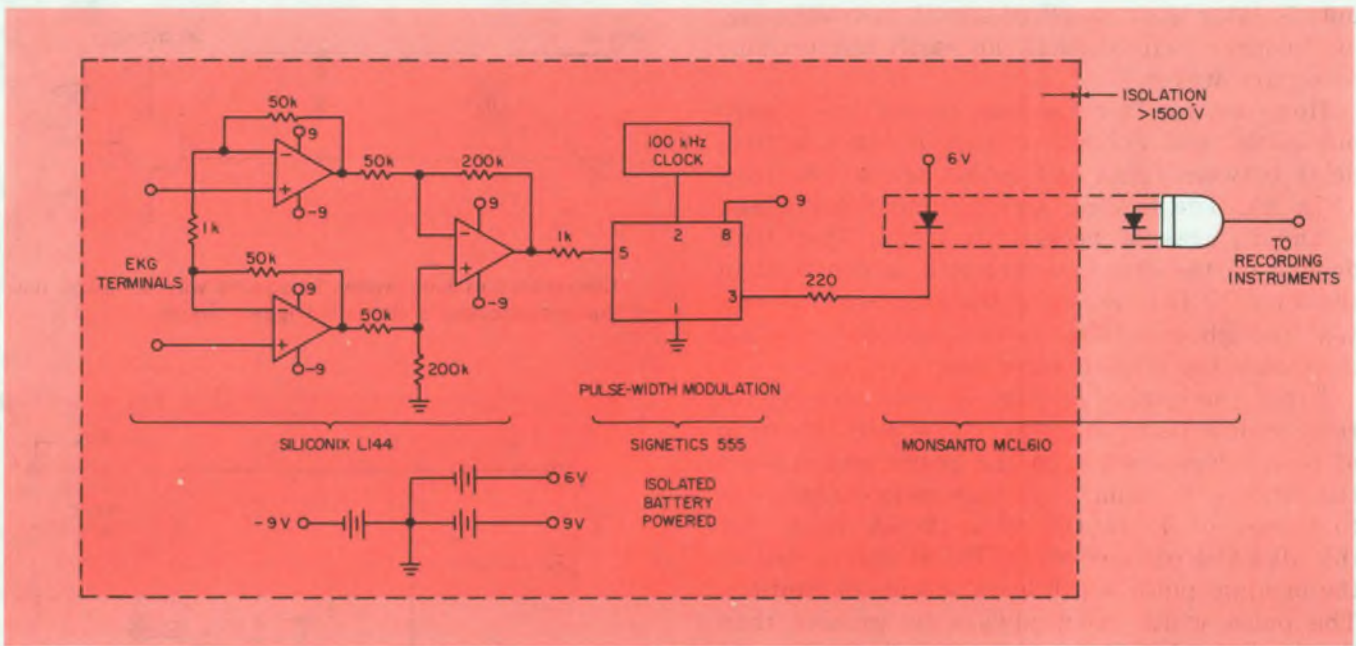 50k
9
50k
200k
100 kHz
CLOCK
ISOLATION
>1500 V
6V
-9
9
9
1k
1k
5
2
8
3
1
220
EKG
TERMINALS
50k
9
50k
-9
-9
200k
TO
RECORDING
INSTRUMENTS
PULSE-WIDTH MODULATION
SILICONIX L144
SIGNETICS 555
MONSANTO MCL610
6V
-9V
9V
ISOLATED
BATTERY
POWERED